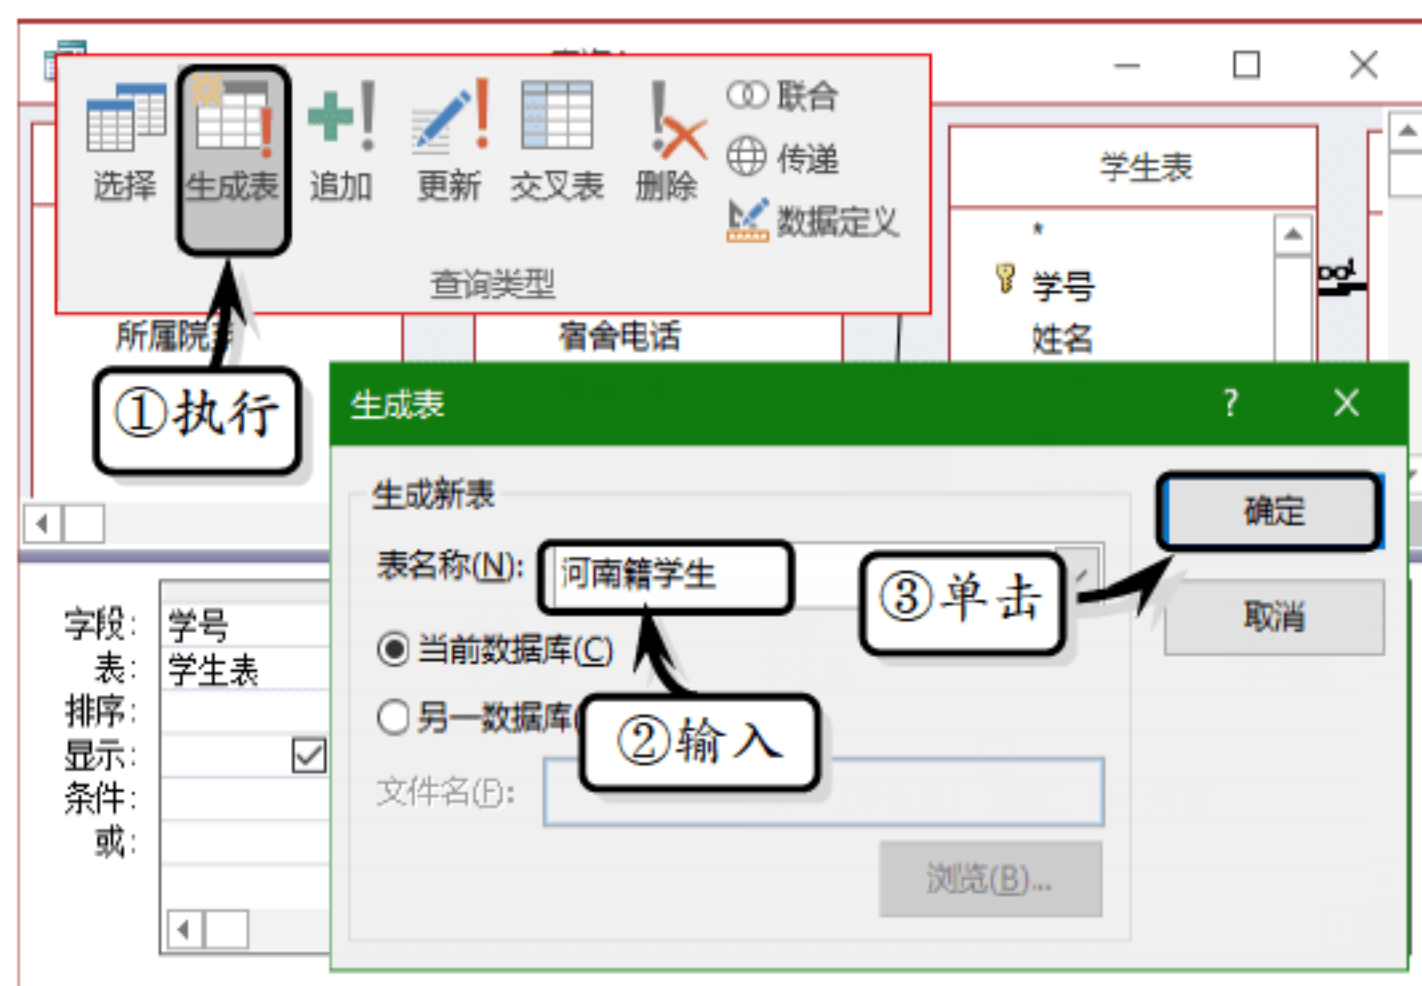 选择
生成表
追加
更新
交叉表
删除
联合
传递
数据定义
查询类型
学生表
*
学号
姓名
所属院
宿舍电话
①执行
生成表
?
生成新表
表名称(N):
河南籍学生
③单击
确定
取消
当前数据库(C)
另一数据库(
②输入
文件名(F):
浏览(B)...
字段: 学号
表: 学生表
排序:
显示:
条件:
或: